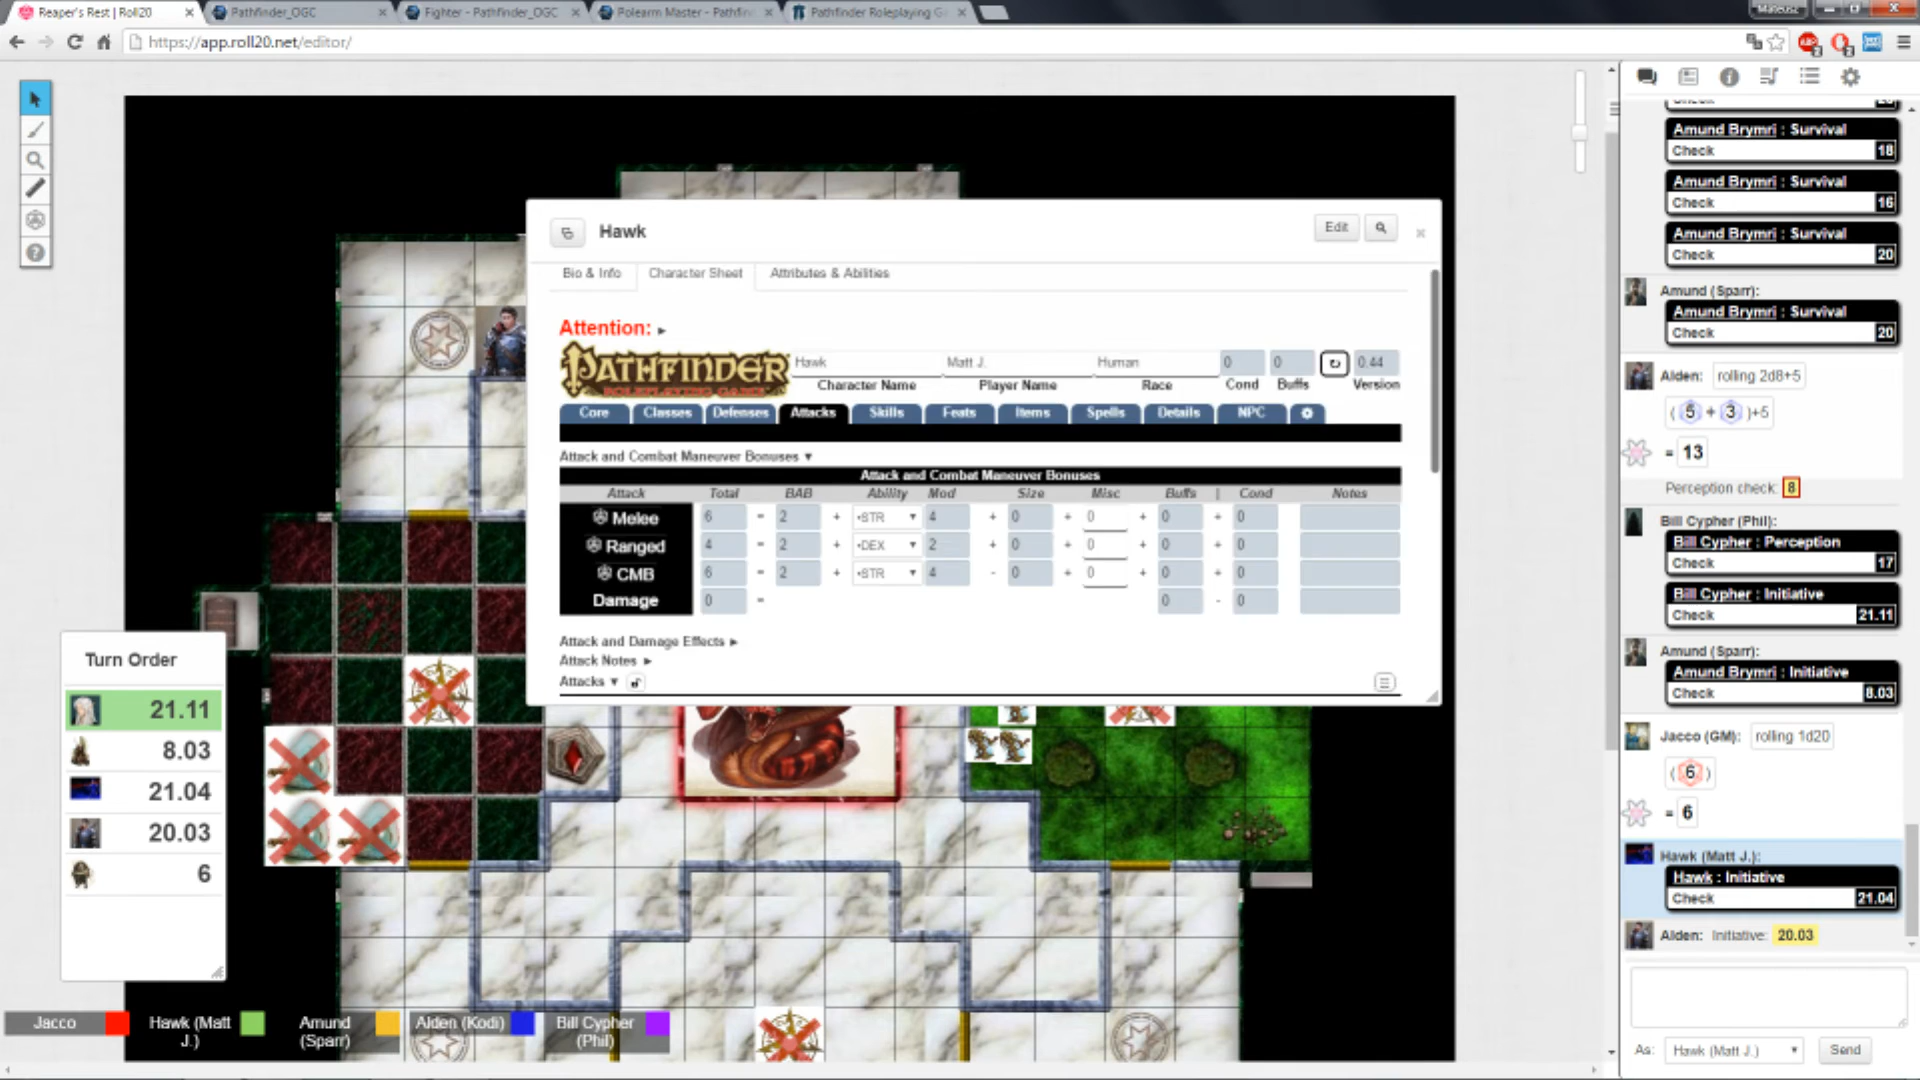 Reaper's Rest | Roll20
Pathfinder_OGC
Fighter - Pathfinder_OGC
Polearm Master - Pathfin
Pathfinder Roleplaying G
Mateusz
https://app.roll20.net/editor/
Amund Brymri : Survival
Check 18
Amund Brymri : Survival
Check 16
Amund Brymri : Survival
Check 20
Amund (Sparr):
Amund Brymri : Survival
Check 20
Alden: rolling 2d8+5
(5+3)+5
= 13
Perception check: 8
Bill Cypher (Phil):
Bill Cypher : Perception
Check 17
Bill Cypher : Initiative
Check 21.11
Amund (Sparr):
Amund Brymri : Initiative
Check 8.03
Jacco (GM): rolling 1d20
(6)
= 6
Hawk (Matt J.):
Hawk : Initiative
Check 21.04
Alden: Initiative: 20.03
As: Hawk (Matt J.) Send
Hawk
Edit
Bio & Info Character Sheet Attributes & Abilities
Attention:
PATHFINDER
ROLEPLAYING GAME
Hawk Matt J. Human 0 0 0.44
Character Name Player Name Race Cond Buffs Version
Core Classes Defenses Attacks Skills Feats Items Spells Details NPC
Attack and Combat Maneuver Bonuses
Attack and Combat Maneuver Bonuses
Attack Total BAB Ability Mod Size Misc Buffs | Cond Notes
Melee 6 = 2 + •STR 4 + 0 + 0 + 0 + 0
Ranged 4 = 2 + •DEX 2 + 0 + 0 + 0 + 0
CMB 6 = 2 + •STR 4 - 0 + 0 + 0 + 0
Damage 0 = 0 - 0
Attack and Damage Effects
Attack Notes
Attacks
Turn Order
21.11
8.03
21.04
20.03
6
Jacco
Hawk (Matt
J.)
Amund
(Sparr)
Alden (Kodi)
Bill Cypher
(Phil)